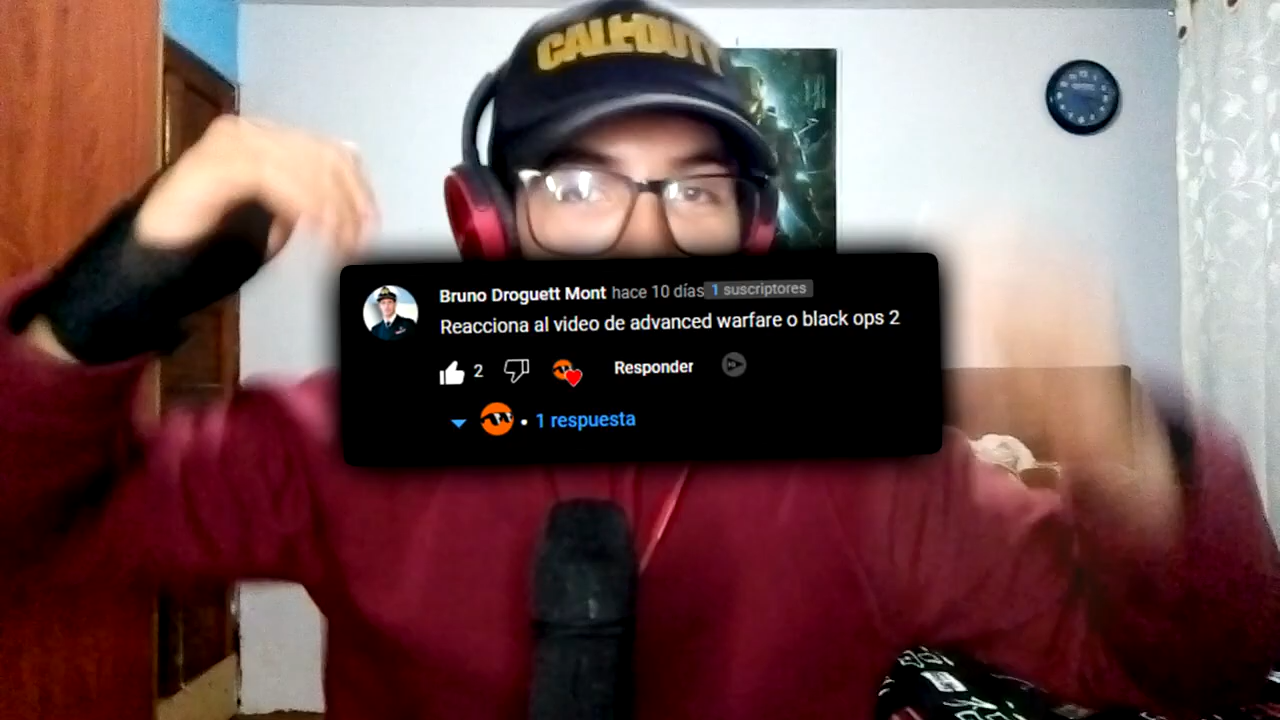 CALL OF DUTY
Bruno Droguett Mont hace 10 días 1 suscriptores
Reacciona al video de advanced warfare o black ops 2
2 Responder
• 1 respuesta